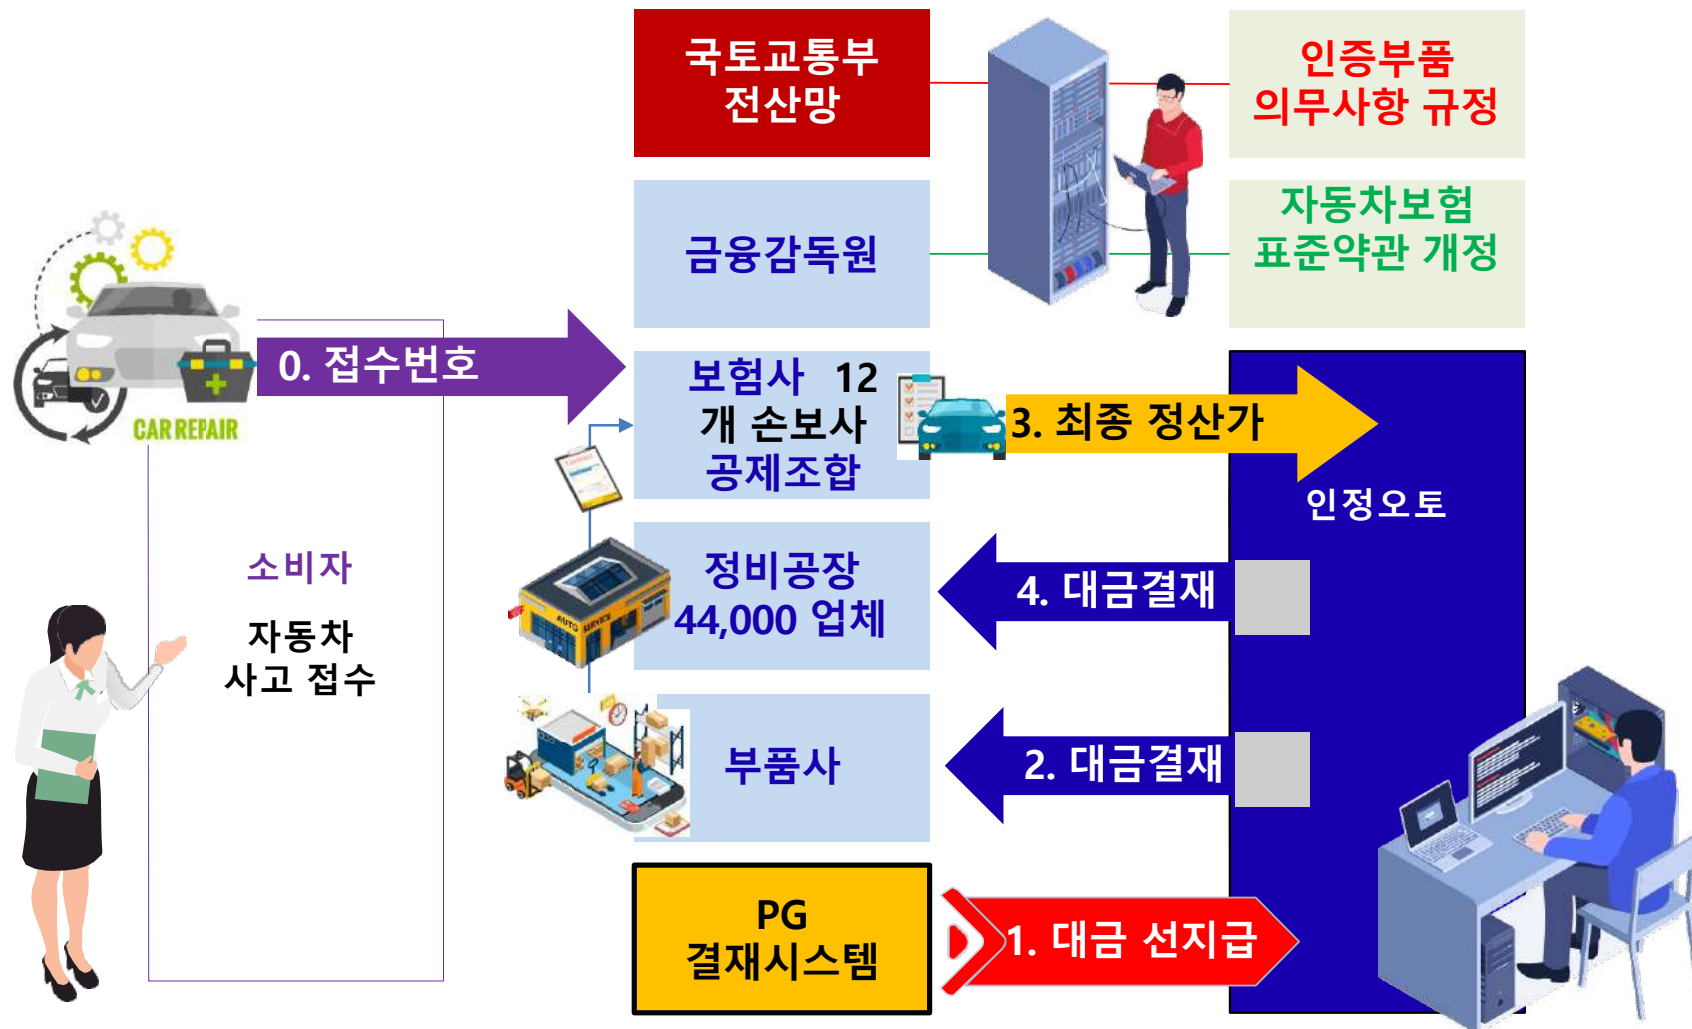 국토교통부
전산망
인증부품
의무사항 규정
금융감독원
자동차보험
표준약관 개정
CAR REPAIR
0. 접수번호
보험사 12
개 손보사
공제조합
3. 최종 정산가
인정오토
소비자
자동차
사고 접수
정비공장
44,000 업체
AUTO SERVICE
4. 대금결재
부품사
2. 대금결재
PG
결재시스템
1. 대금 선지급